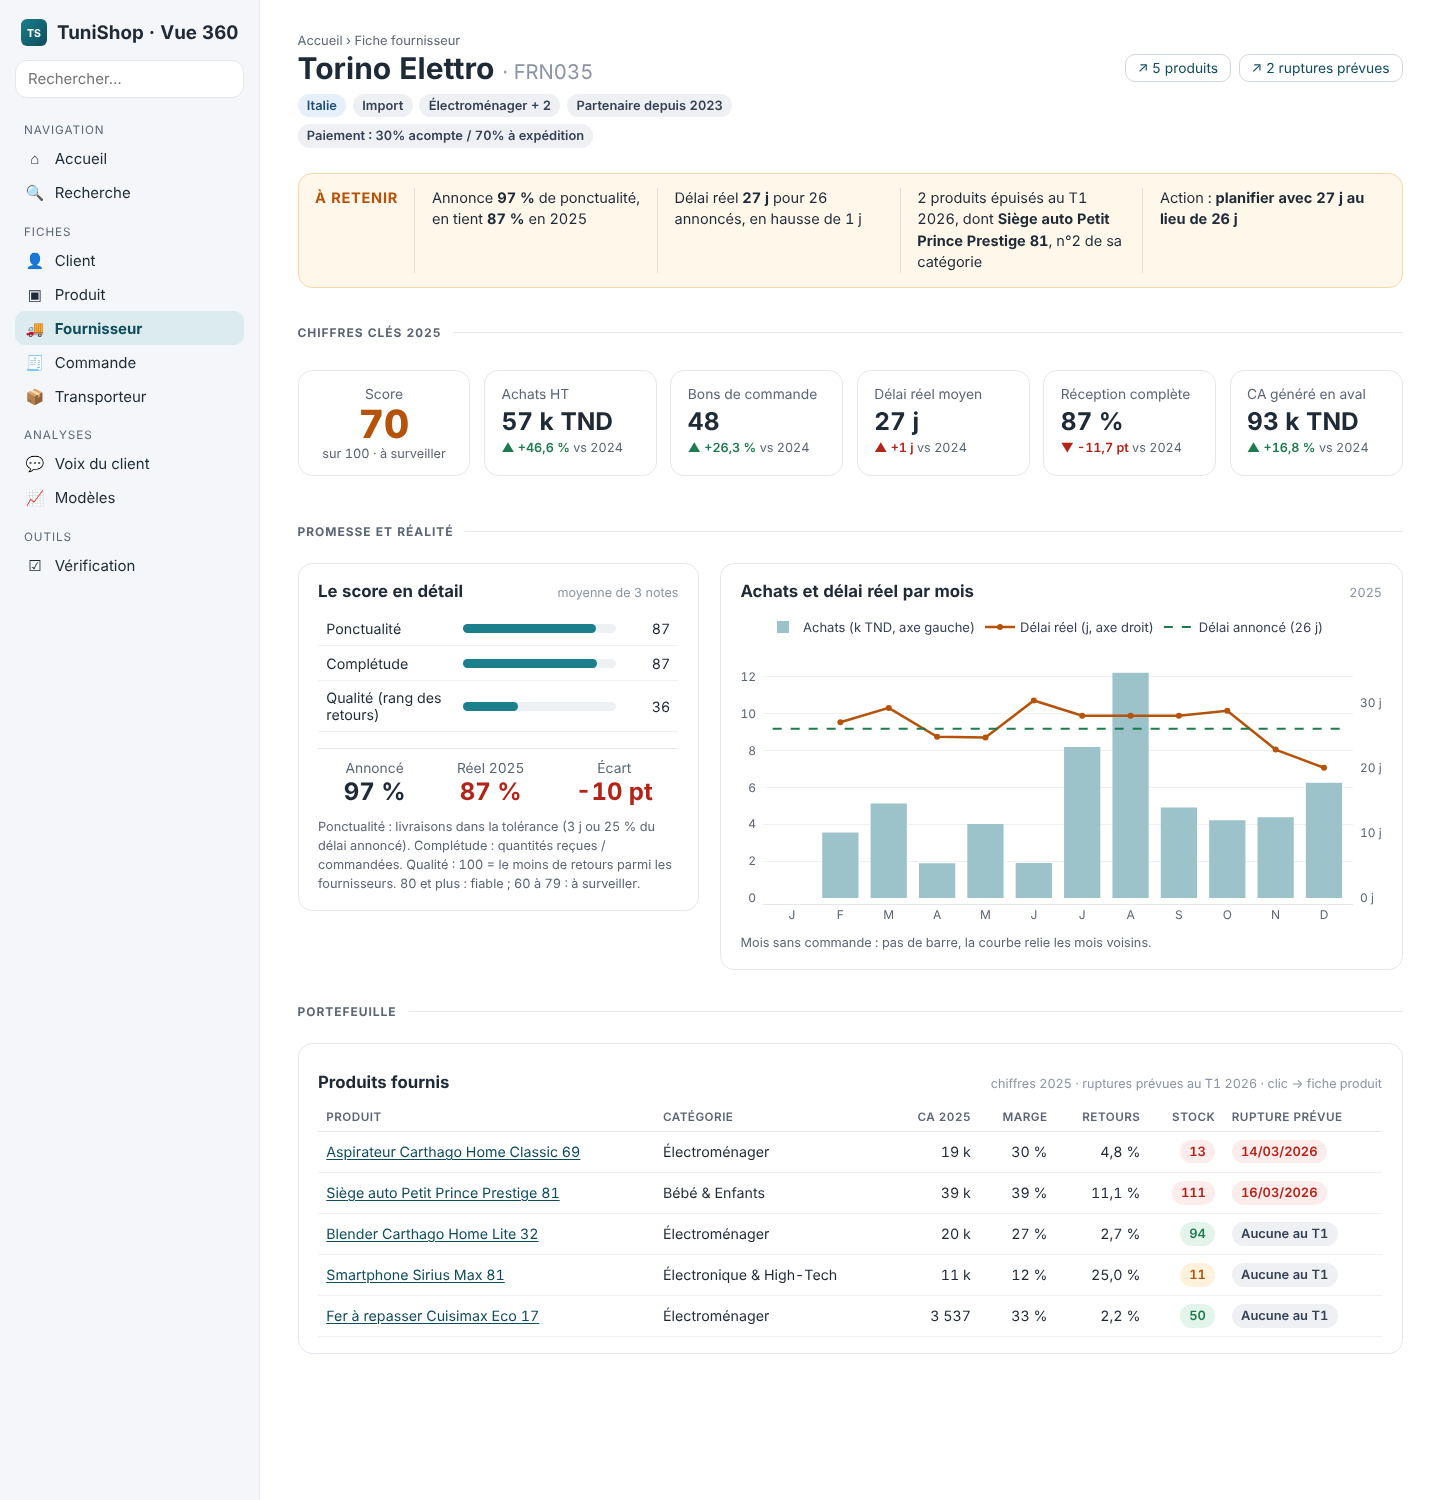 TS TuniShop · Vue 360
Rechercher...
NAVIGATION
Accueil
Recherche
FICHES
Client
Produit
Fournisseur
Commande
Transporteur
ANALYSES
Voix du client
Modèles
OUTILS
Vérification
Accueil › Fiche fournisseur
Torino Elettro · FRN035
↗ 5 produits
↗ 2 ruptures prévues
Italie
Import
Électroménager + 2
Partenaire depuis 2023
Paiement : 30% acompte / 70% à expédition
À RETENIR
Annonce 97 % de ponctualité,
en tient 87 % en 2025
Délai réel 27 j pour 26
annoncés, en hausse de 1 j
2 produits épuisés au T1
2026, dont Siège auto Petit
Prince Prestige 81, n°2 de sa
catégorie
Action : planifier avec 27 j au
lieu de 26 j
CHIFFRES CLÉS 2025
Score
70
sur 100 · à surveiller
Achats HT
57 k TND
▲ +46,6 % vs 2024
Bons de commande
48
▲ +26,3 % vs 2024
Délai réel moyen
27 j
▲ +1 j vs 2024
Réception complète
87 %
▼ -11,7 pt vs 2024
CA généré en aval
93 k TND
▲ +16,8 % vs 2024
PROMESSE ET RÉALITÉ
Le score en détail
moyenne de 3 notes
Ponctualité 87
Complétude 87
Qualité (rang des
retours) 36
Annoncé
97 %
Réel 2025
87 %
Écart
-10 pt
Ponctualité : livraisons dans la tolérance (3 j ou 25 % du
délai annoncé). Complétude : quantités reçues /
commandées. Qualité : 100 = le moins de retours parmi les
fournisseurs. 80 et plus : fiable ; 60 à 79 : à surveiller.
Achats et délai réel par mois
2025
Achats (k TND, axe gauche)
Délai réel (j, axe droit)
Délai annoncé (26 j)
12
10
8
6
4
2
0
30 j
20 j
10 j
0 j
J F M A M J J A S O N D
Mois sans commande : pas de barre, la courbe relie les mois voisins.
PORTEFEUILLE
Produits fournis
chiffres 2025 · ruptures prévues au T1 2026 · clic → fiche produit
PRODUIT CATÉGORIE CA 2025 MARGE RETOURS STOCK RUPTURE PRÉVUE
Aspirateur Carthago Home Classic 69 Électroménager 19 k 30 % 4,8 % 13 14/03/2026
Siège auto Petit Prince Prestige 81 Bébé & Enfants 39 k 39 % 11,1 % 111 16/03/2026
Blender Carthago Home Lite 32 Électroménager 20 k 27 % 2,7 % 94 Aucune au T1
Smartphone Sirius Max 81 Électronique & High-Tech 11 k 12 % 25,0 % 11 Aucune au T1
Fer à repasser Cuisimax Eco 17 Électroménager 3 537 33 % 2,2 % 50 Aucune au T1